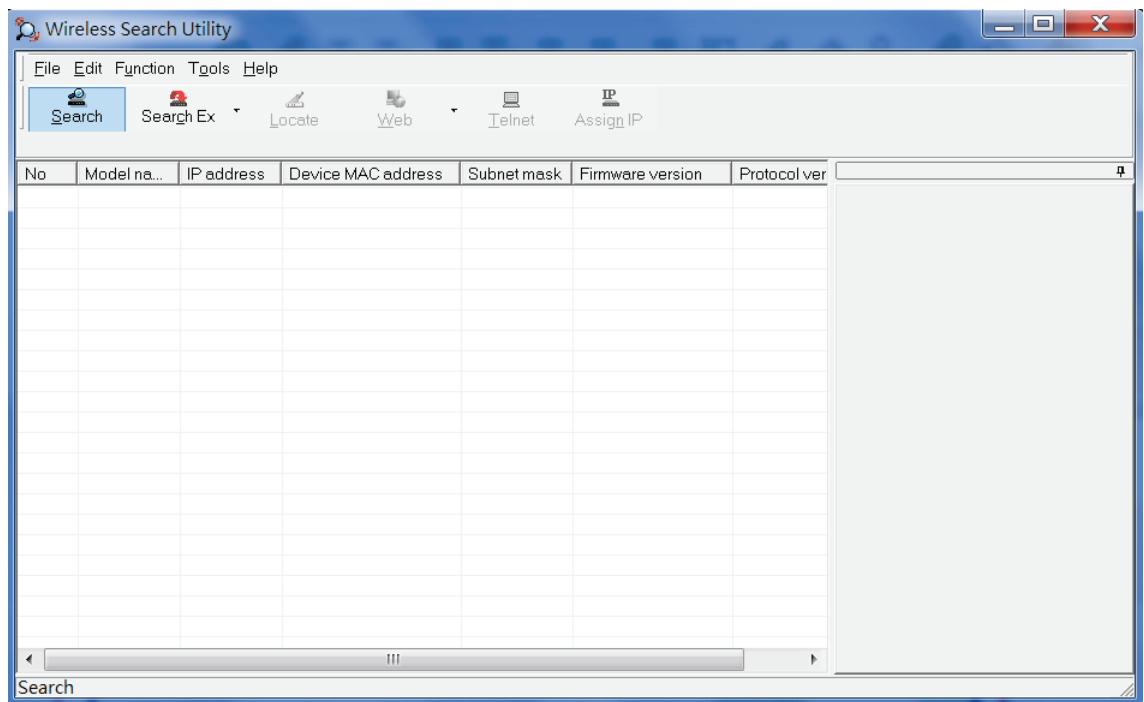 Wireless Search Utility
File Edit Function Tools Help
Search Search Ex Locate Web Telnet Assign IP
No Model na... IP address Device MAC address Subnet mask Firmware version Protocol ver
Search